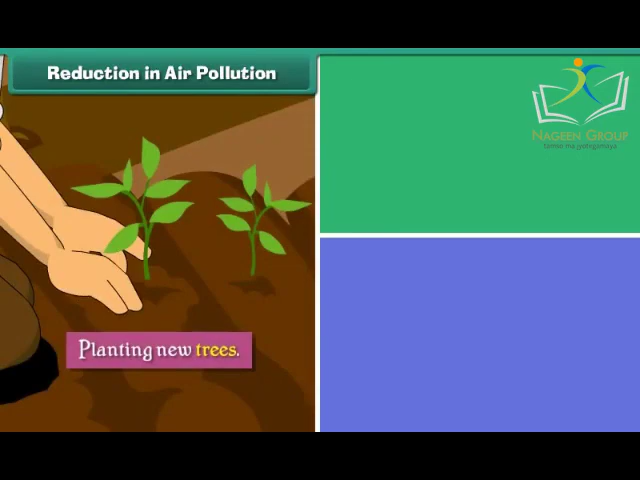 Reduction in Air Pollution
NAGEEN GROUP
Planting new trees.